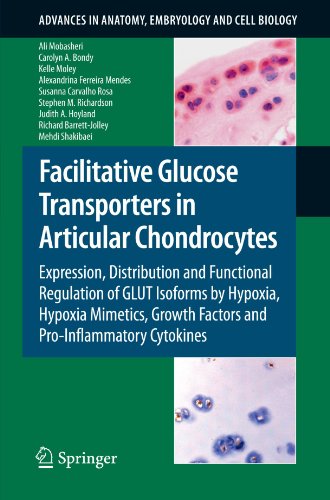 ADVANCES IN ANATOMY, EMBRYOLOGY AND CELL BIOLOGY
Ali Mobasheri
Carolyn A. Bondy
Kelle Moley
Alexandrina Ferreira Mendes
Susana Carvalho Rosa
Stephen M. Richardson
Judith A. Hoyland
Richard Barrett-Jolley
Mehdi Shakibaei
Facilitative Glucose
Transporters in
Articular Chondrocytes
Expression, Distribution and Functional
Regulation of GLUT Isoforms by Hypoxia,
Hypoxia Mimetics, Growth Factors and
Pro-Inflammatory Cytokines
Springer